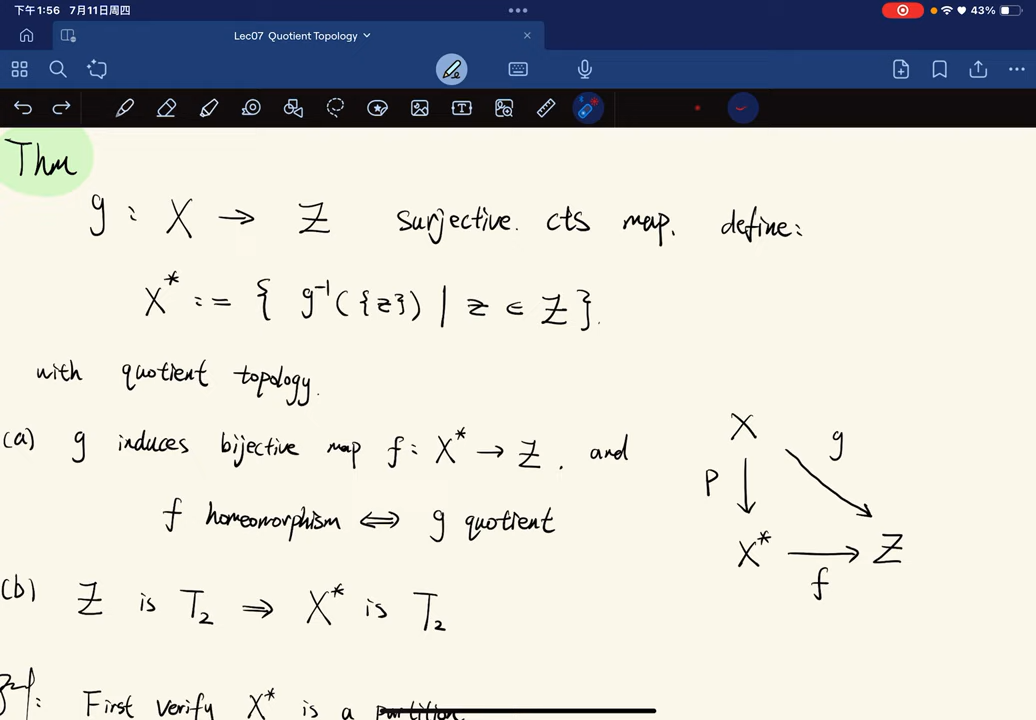 下午1:56 7月11日周四
43%
Lec07 Quotient Topology
Thm
g : X → Z surjective. cts map. define:
X* := { g⁻¹({z}) | z ∈ Z }.
with quotient topology.
(a) g induces bijective map f : X* → Z . and
f homeomorphism ⟺ g quotient
X
g
P
X* → Z
f
(b) Z is T₂ ⇒ X* is T₂
: First verify X* is a partition.